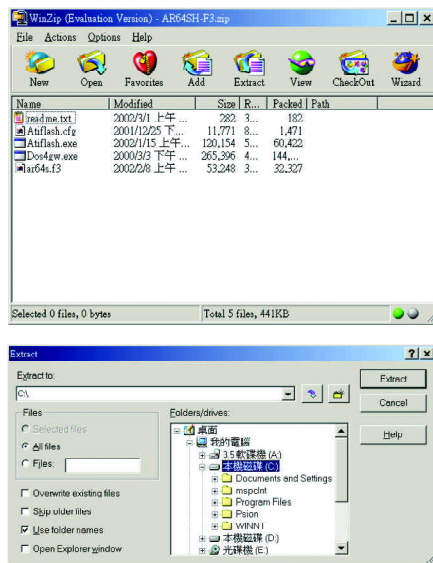 WinZip (Evaluation Version) - AR64SH-F3.zip
File Actions Options Help
New Open Favorites Add Extract View CheckOut Wizard
Name Modified Size R... Packed Path
readme.txt 2002/3/1 上午 ... 282 3... 182
Atiflash.cfg 2001/12/25 下... 11,771 8... 1,471
Atiflash.exe 2002/1/15 上午... 120,154 5... 60,422
Dos4gw.exe 2000/3/3 下午 ... 265,396 4... 144,...
ar64s.f3 2002/2/8 上午 ... 53,248 3... 32,327
Selected 0 files, 0 bytes Total 5 files, 441KB
Extract
Extract to:
C:\
Extract
Cancel
Help
Files
Selected files
All files
Files:
Overwrite existing files
Skip older files
Use folder names
Open Explorer window
Folders/drives:
桌面
我的電腦
3.5 軟碟機 (A:)
本機磁碟 (C:)
Documents and Settings
mspclnt
Program Files
Psion
WINNT
本機磁碟 (D:)
光碟機 (E:)